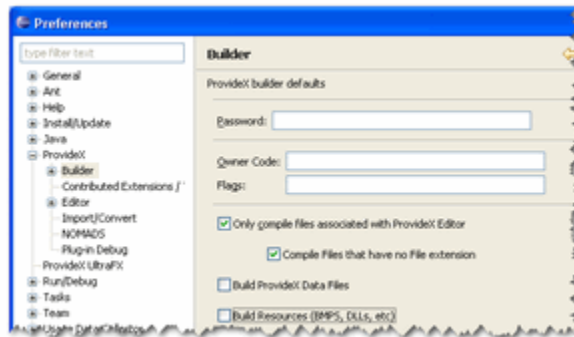 Preferences
type filter text
General
Ant
Help
Install/Update
Java
ProvideX
Builder
Contributed Extensions /
Editor
Import/Convert
NOMADS
Plug-in Debug
ProvideX UltraFX
Run/Debug
Tasks
Team
Usage Data Collector
Builder
ProvideX builder defaults
Password:
Owner Code:
Flags:
Only compile files associated with ProvideX Editor
Compile Files that have no File extension
Build ProvideX Data Files
Build Resources (BMPS, DLLs, etc)